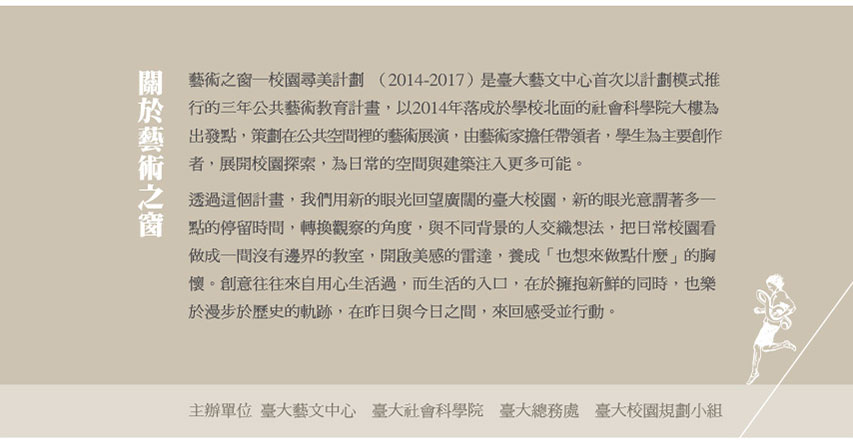 關於藝術之窗
藝術之窗─校園尋美計劃 （2014-2017）是臺大藝文中心首次以計劃模式推
行的三年公共藝術教育計畫，以2014年落成於學校北面的社會科學院大樓為
出發點，策劃在公共空間裡的藝術展演，由藝術家擔任帶領者，學生為主要創作
者，展開校園探索，為日常的空間與建築注入更多可能。
透過這個計畫，我們用新的眼光回望廣闊的臺大校園，新的眼光意謂著多一
點的停留時間，轉換觀察的角度，與不同背景的人交織想法，把日常校園看
做成一間沒有邊界的教室，開啟美感的雷達，養成「也想來做點什麼」的胸
懷。創意往往來自用心生活過，而生活的入口，在於擁抱新鮮的同時，也樂
於漫步於歷史的軌跡，在昨日與今日之間，來回感受並行動。
主辦單位 臺大藝文中心　臺大社會科學院　臺大總務處　臺大校園規劃小組